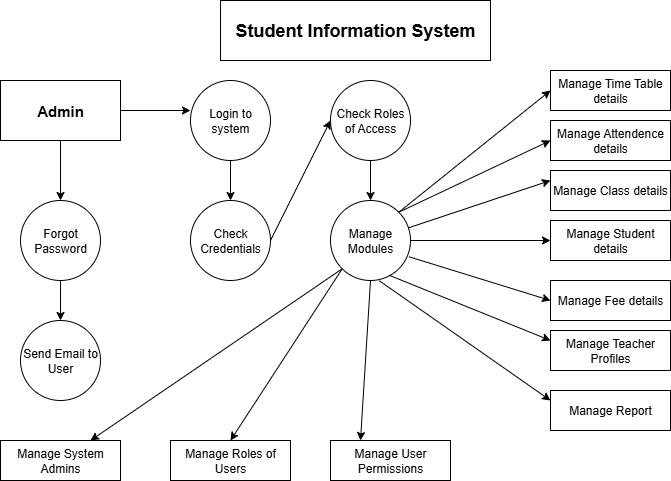 Student Information System
Admin
Login to
system
Check Roles
of Access
Manage Time Table
details
Manage Attendence
details
Manage Class details
Forgot
Password
Check
Credentials
Manage
Modules
Manage Student
details
Manage Fee details
Send Email to
User
Manage Teacher
Profiles
Manage Report
Manage System
Admins
Manage Roles of
Users
Manage User
Permissions